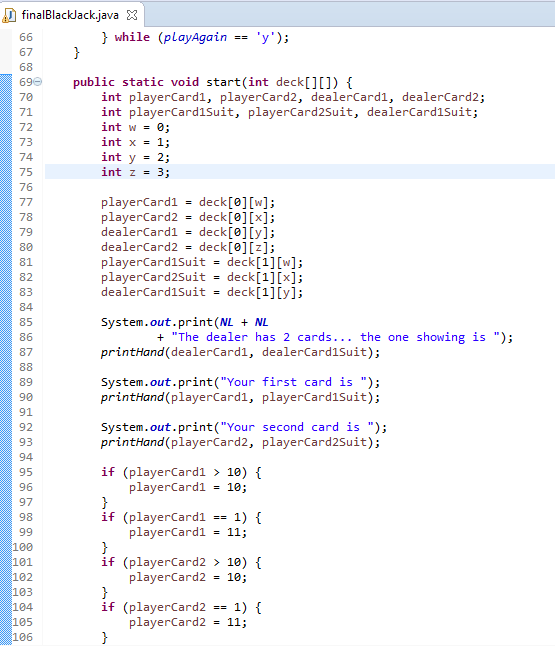 finalBlackJack.java
66 } while (playAgain == 'y');
67 }
68
69 public static void start(int deck[][]) {
70 int playerCard1, playerCard2, dealerCard1, dealerCard2;
71 int playerCard1Suit, playerCard2Suit, dealerCard1Suit;
72 int w = 0;
73 int x = 1;
74 int y = 2;
75 int z = 3;
76
77 playerCard1 = deck[0][w];
78 playerCard2 = deck[0][x];
79 dealerCard1 = deck[0][y];
80 dealerCard2 = deck[0][z];
81 playerCard1Suit = deck[1][w];
82 playerCard2Suit = deck[1][x];
83 dealerCard1Suit = deck[1][y];
84
85 System.out.print(NL + NL
86 + "The dealer has 2 cards... the one showing is ");
87 printHand(dealerCard1, dealerCard1Suit);
88
89 System.out.print("Your first card is ");
90 printHand(playerCard1, playerCard1Suit);
91
92 System.out.print("Your second card is ");
93 printHand(playerCard2, playerCard2Suit);
94
95 if (playerCard1 > 10) {
96 playerCard1 = 10;
97 }
98 if (playerCard1 == 1) {
99 playerCard1 = 11;
100 }
101 if (playerCard2 > 10) {
102 playerCard2 = 10;
103 }
104 if (playerCard2 == 1) {
105 playerCard2 = 11;
106 }